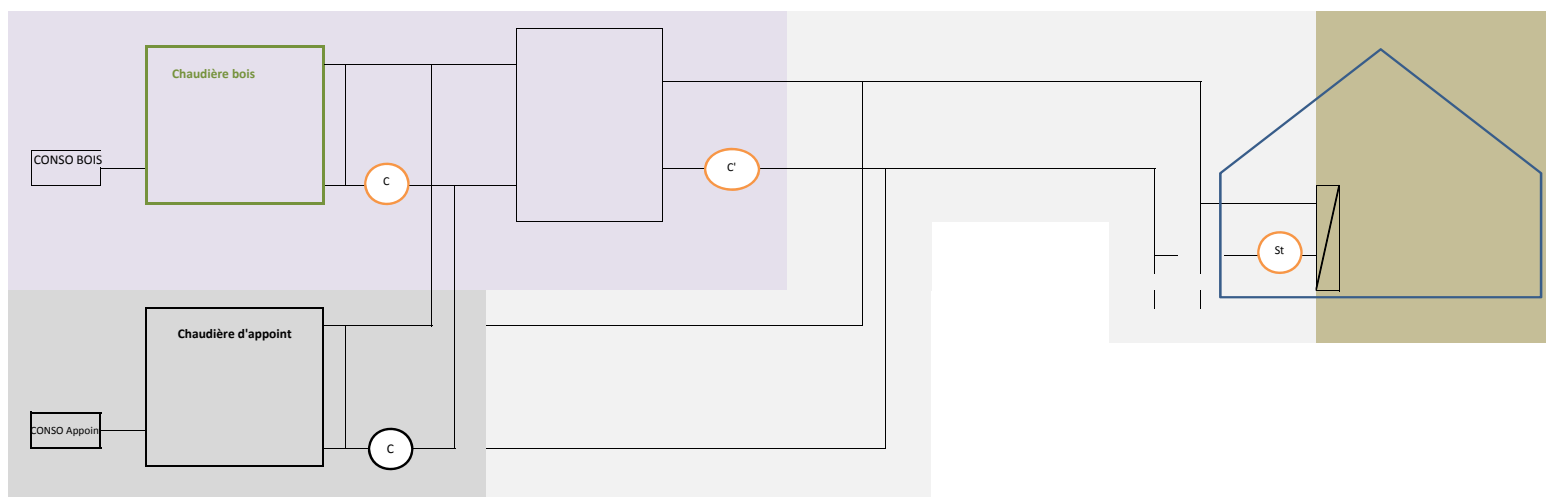 Chaudière bois
CONSO BOIS
C
C'
St
Chaudière d'appoint
CONSO Appoin
C